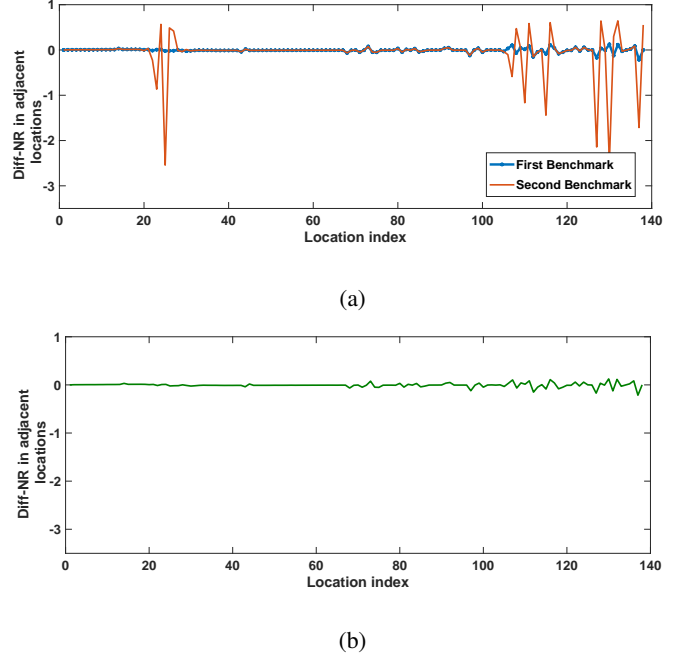 1
0
-1
-2
-3
Diff-NR in adjacent
locations
First Benchmark
Second Benchmark
0 20 40 60 80 100 120 140
Location index
(a)
1
0
-1
-2
-3
Diff-NR in adjacent
locations
0 20 40 60 80 100 120 140
Location index
(b)